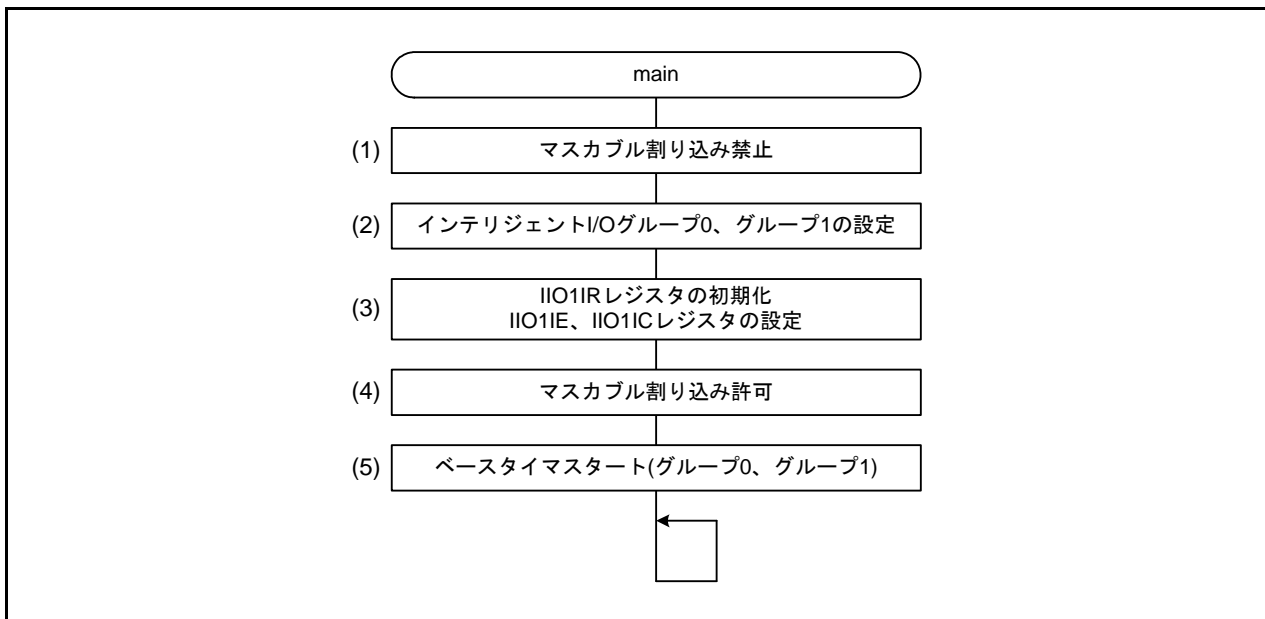 main
(1) マスカブル割り込み禁止
(2) インテリジェントI/Oグループ0、グループ1の設定
(3) IIO1IRレジスタの初期化
IIO1IE、IIO1ICレジスタの設定
(4) マスカブル割り込み許可
(5) ベースタイマスタート(グループ0、グループ1)